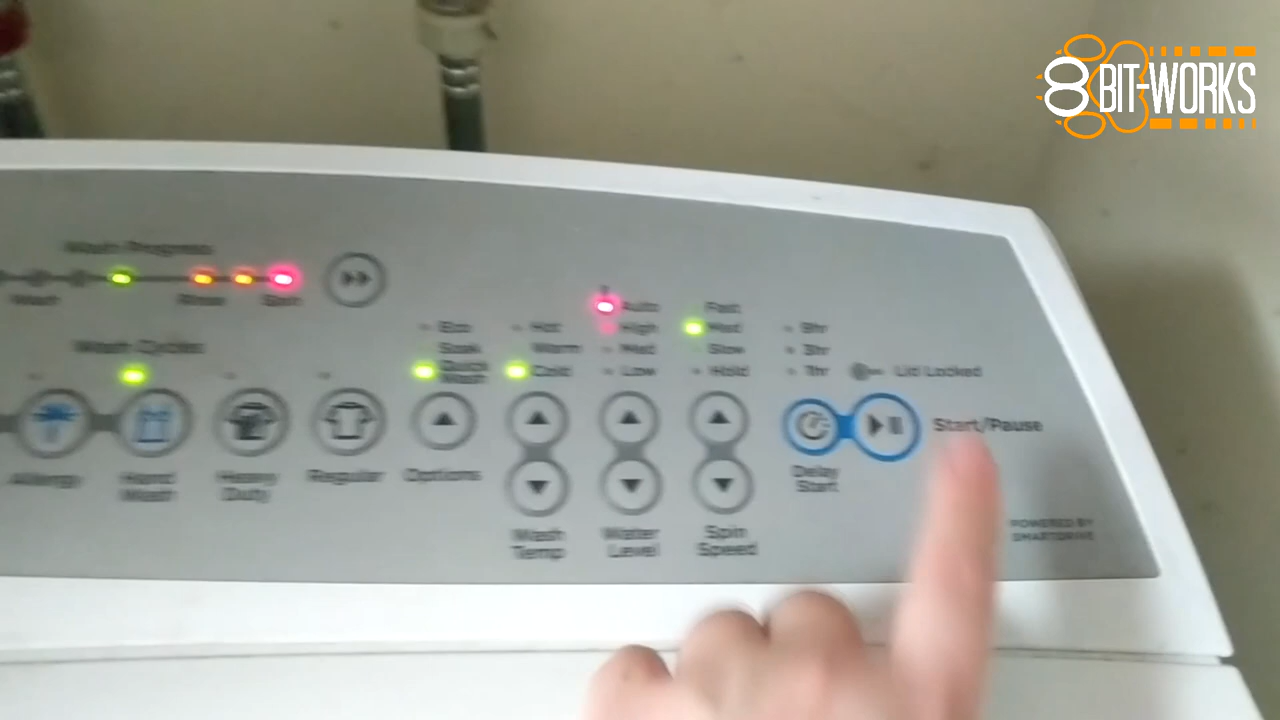 8 BIT-WORKS
Wash Progress
Wash
Rinse
Spin
Auto
Fast
Eco
Hot
High
Med
5hr
Soak
Warm
Med
Slow
3hr
Wash Cycles
Quick
Wash
Cold
Low
Hold
1hr
Lid Locked
Start/Pause
Allergy
Hand
Wash
Heavy
Duty
Regular
Options
Delay
Start
Wash
Temp
Water
Level
Spin
Speed
POWERED BY
SMARTDRIVE